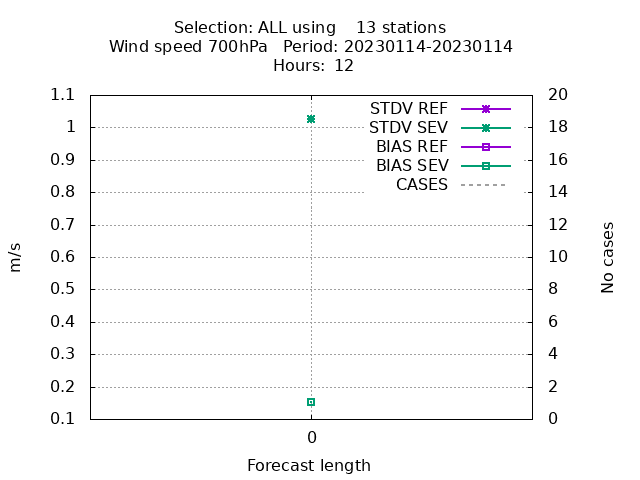 Selection: ALL using    13 stations
Wind speed 700hPa   Period: 20230114-20230114
Hours: 12
1.1
1
0.9
0.8
0.7
0.6
0.5
0.4
0.3
0.2
0.1
m/s
STDV REF
STDV SEV
BIAS REF
BIAS SEV
CASES
20
18
16
14
12
10
8
6
4
2
0
No cases
0
Forecast length